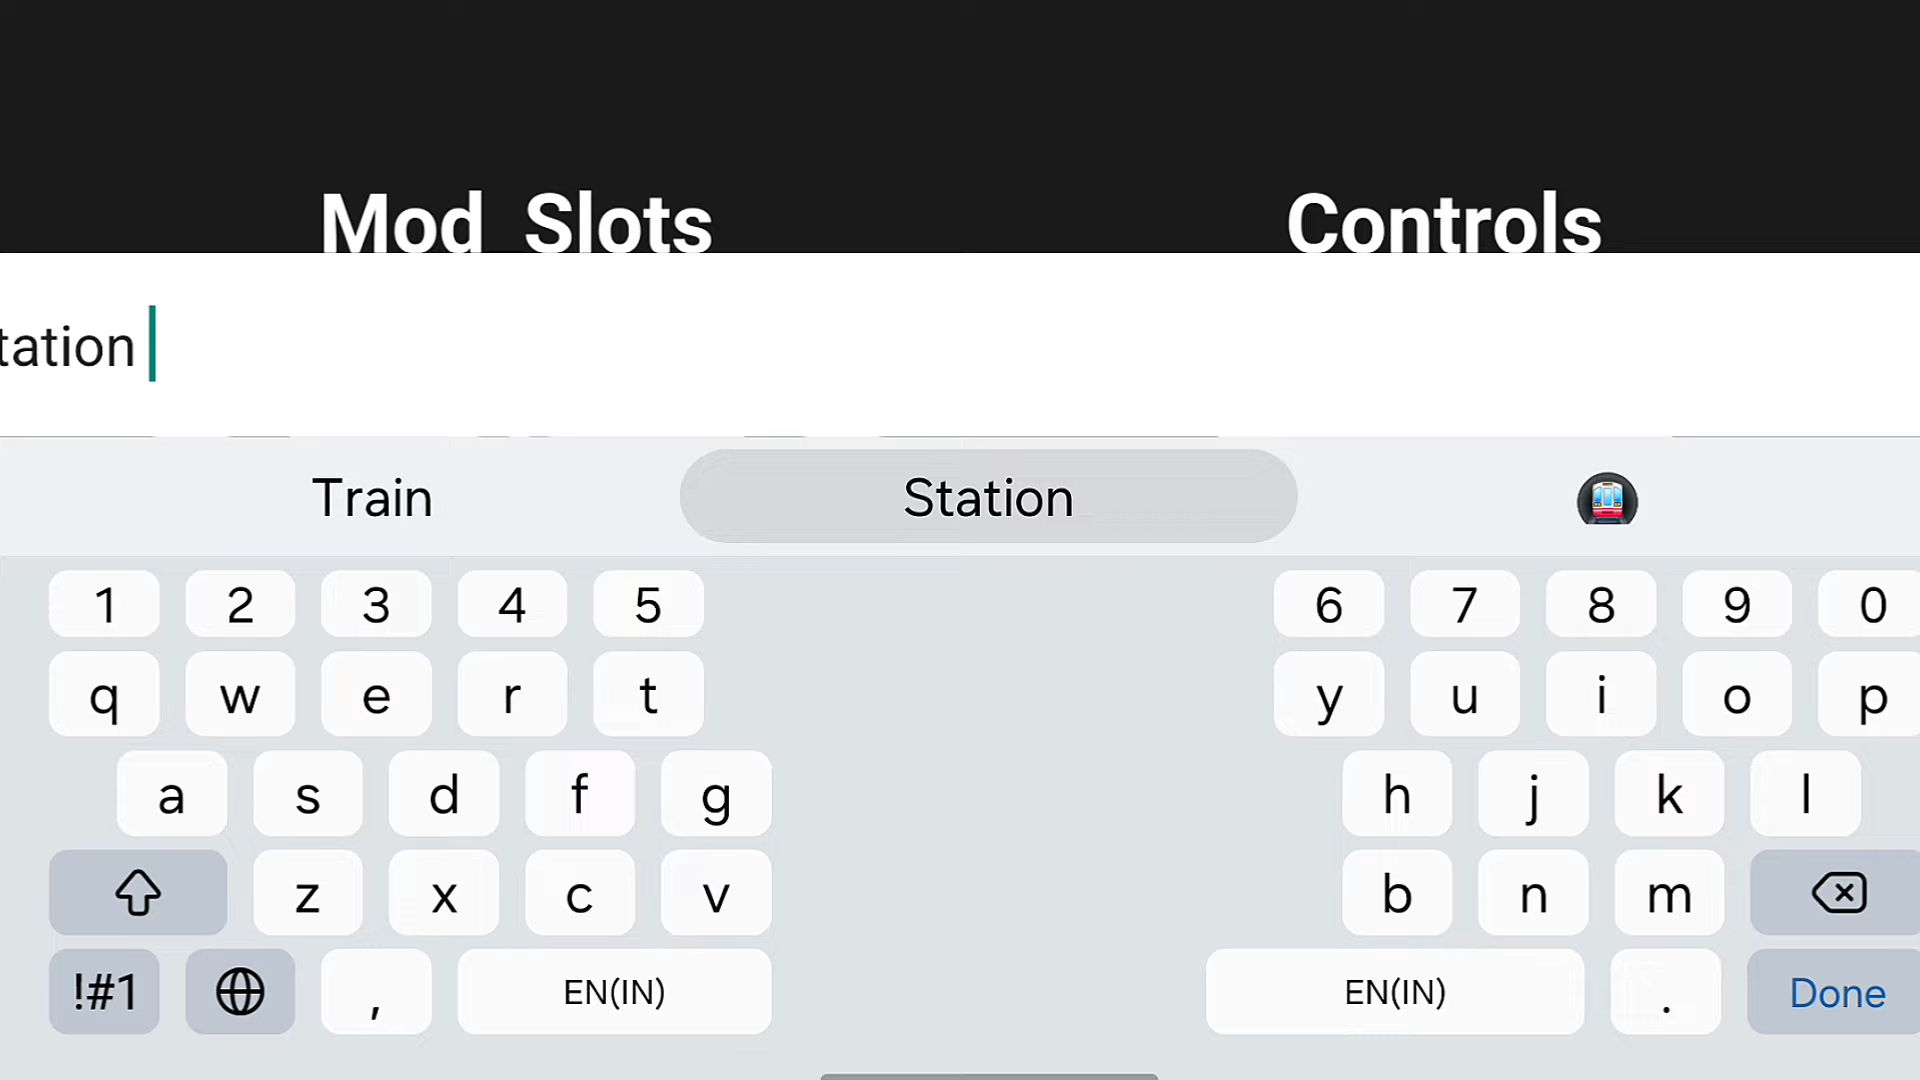 Mod Slots
Controls
tation
Train
Station
1 2 3 4 5 6 7 8 9 0
q w e r t y u i o p
a s d f g h j k l
z x c v b n m
!#1 , EN(IN) EN(IN) . Done